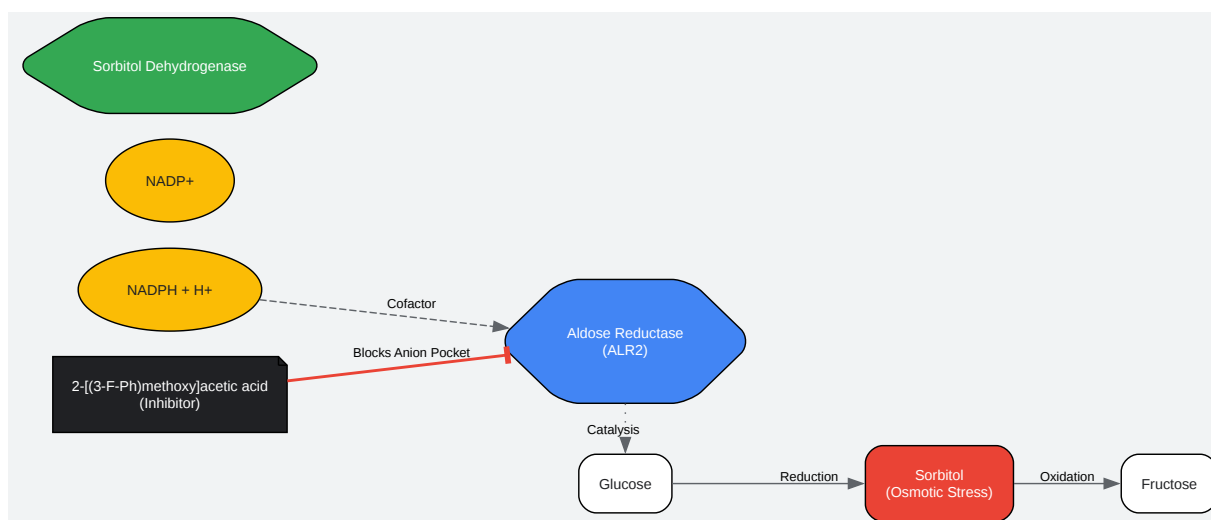 Sorbitol Dehydrogenase
NADP+
NADPH + H+
Cofactor
Aldose Reductase
(ALR2)
Blocks Anion Pocket
2-[(3-F-Ph)methoxy]acetic acid
(Inhibitor)
Catalysis
Glucose
Reduction
Sorbitol
(Osmotic Stress)
Oxidation
Fructose